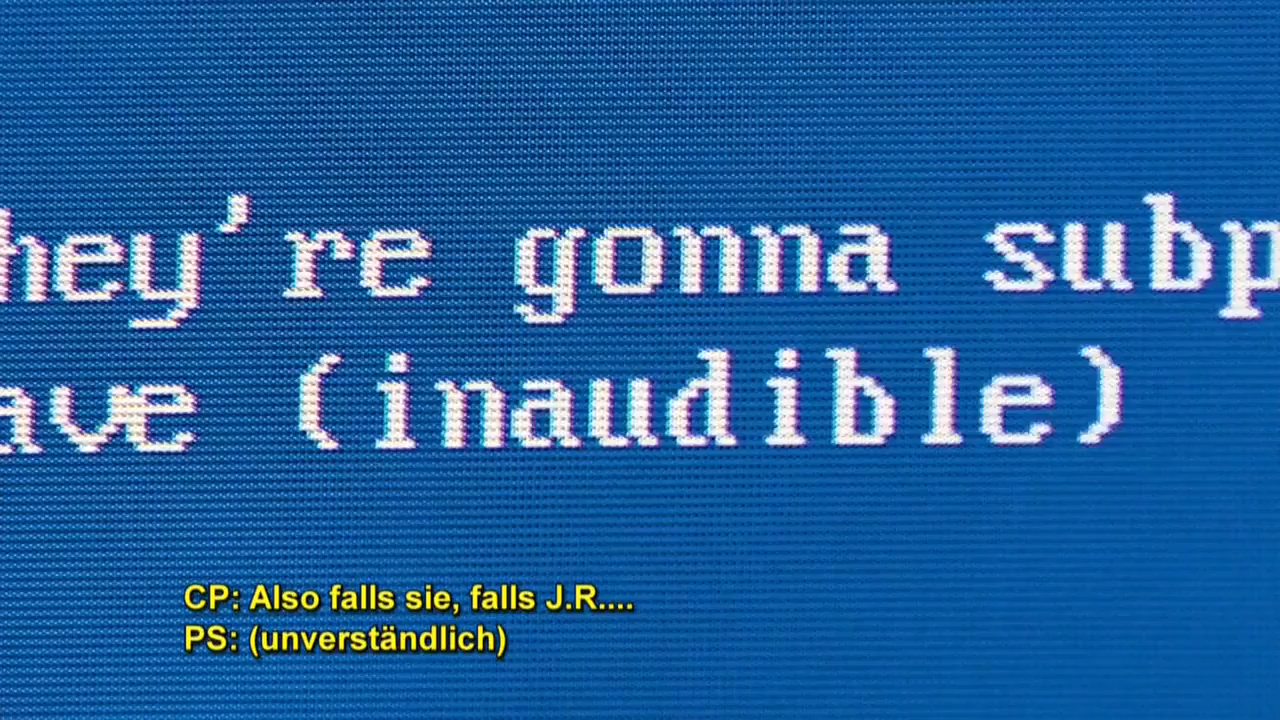 hey're gonna subp
ave (inaudible)
CP: Also falls sie, falls J.R....
PS: (unverständlich)